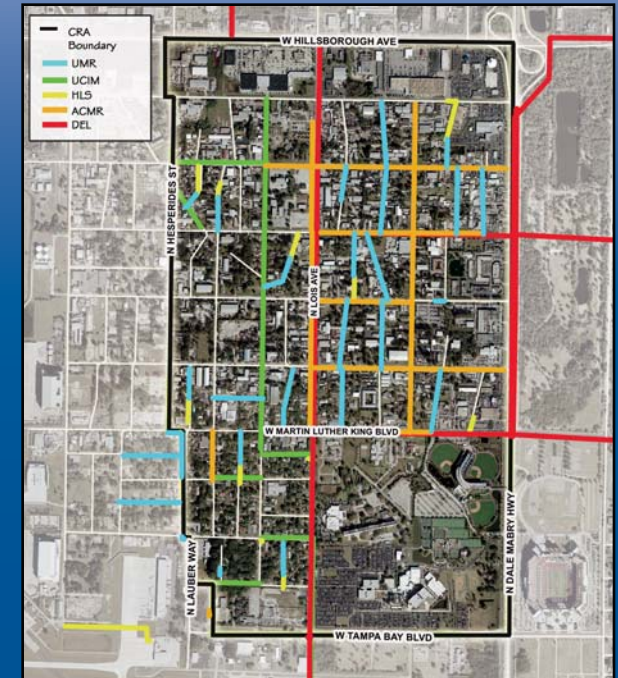 CRA
Boundary
UMR
UCIM
HLS
ACMR
DEL
W HILLSBOROUGH AVE
N HESPERIDES ST
N LOIS AVE
W MARTIN LUTHER KING BLVD
N LAUBER WAY
N DALE MABRY HWY
W TAMPA BAY BLVD